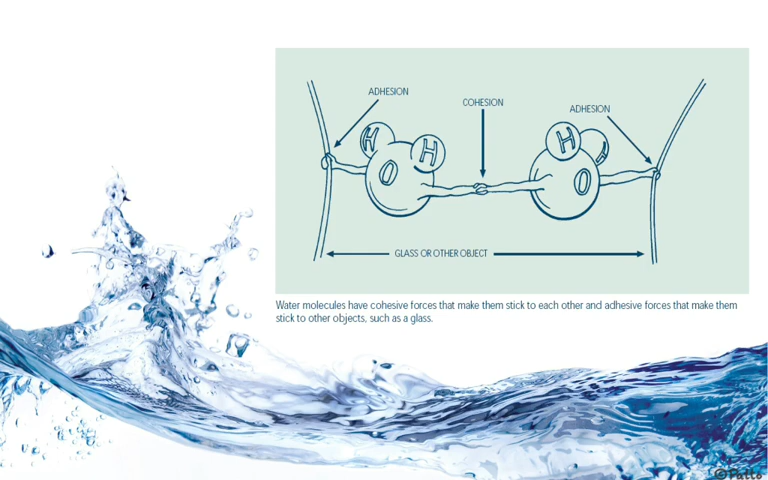 ADHESION
COHESION
ADHESION
H
H
O
H
H
O
GLASS OR OTHER OBJECT
Water molecules have cohesive forces that make them stick to each other and adhesive forces that make them
stick to other objects, such as a glass.